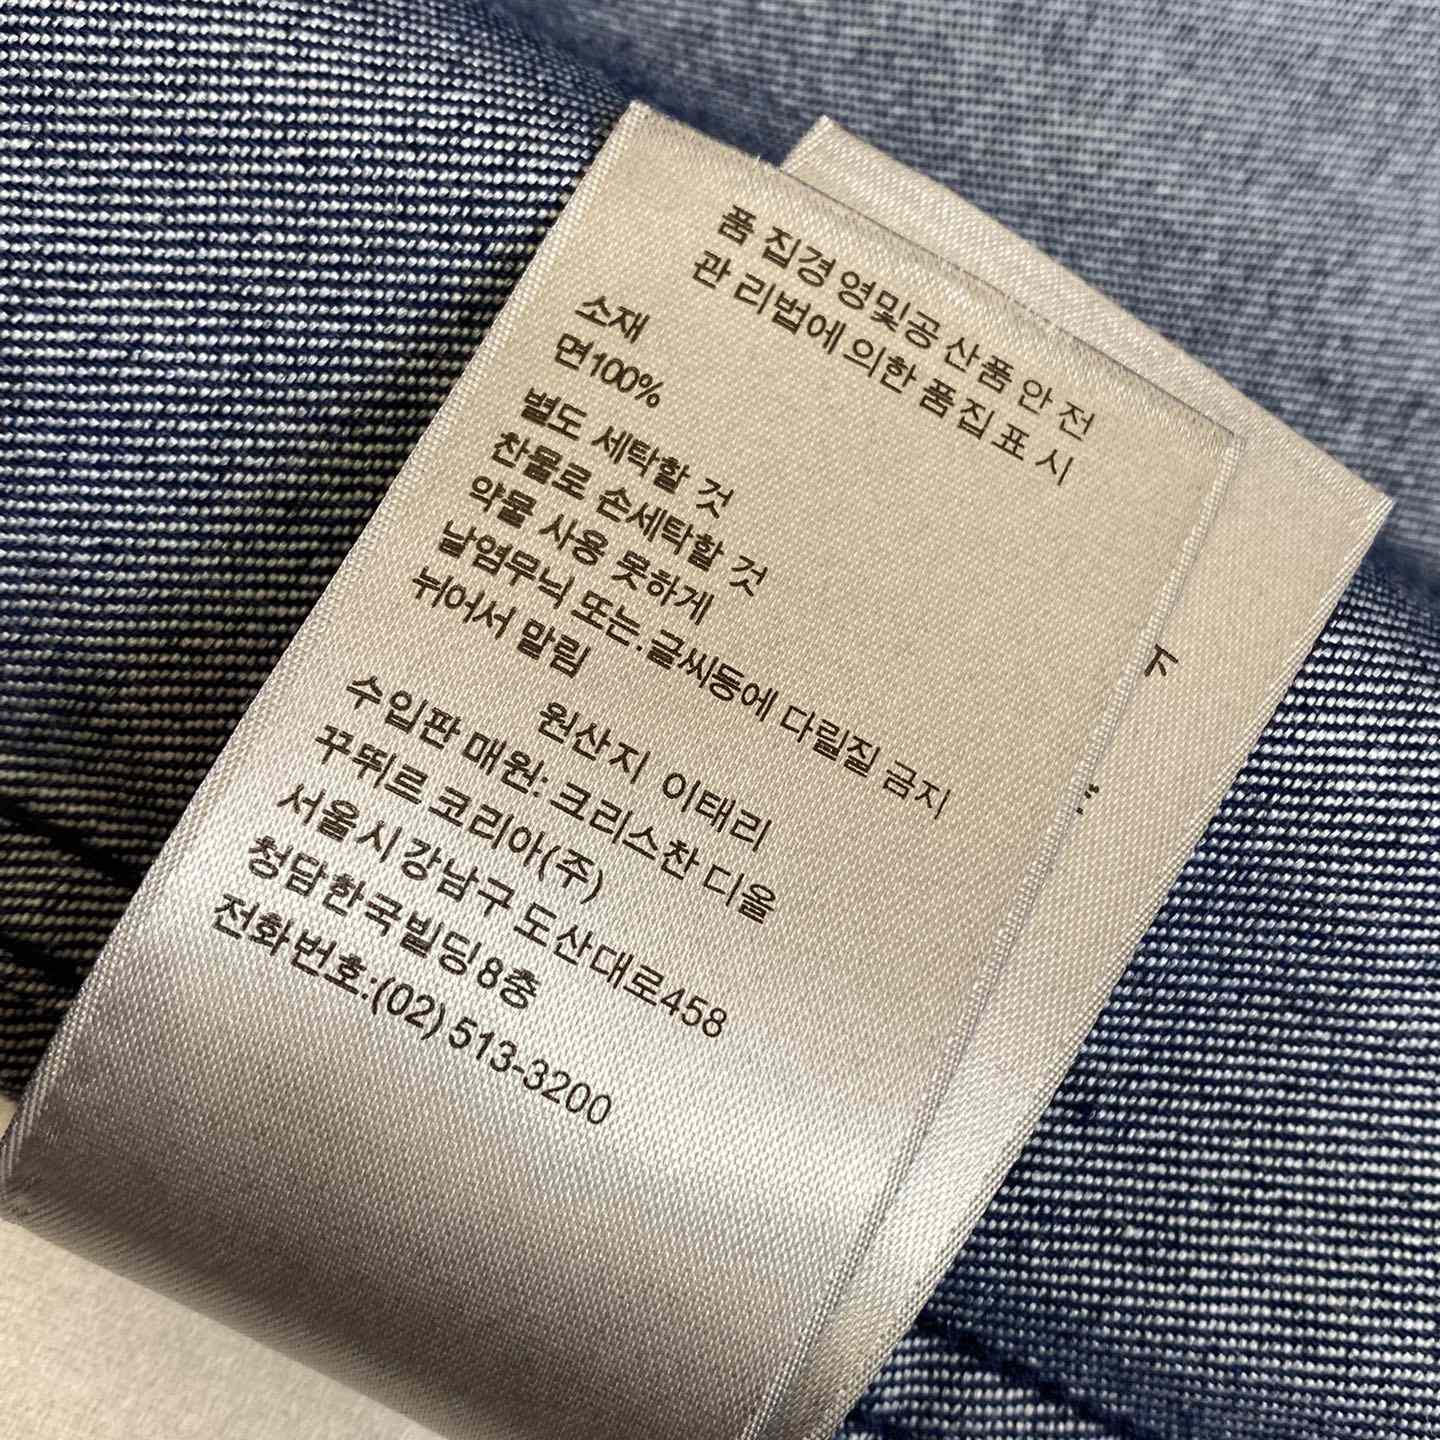 품 집경 영및공 산품 안 전
관 리법에 의한 품 집 표 시
소재
면100%
별도 세탁할 것
찬물로 손세탁할 것
약물 사용 못하게
날염무늬 또는.글씨등에 다림질 금지
뉘어서 말림
원산지 이태리
수입판 매원: 크리스찬 디올
꾸뛰르 코리아(주)
서울시 강남구 도산대로458
청담한국빌딩8층
전화번호:(02) 513-3200
下